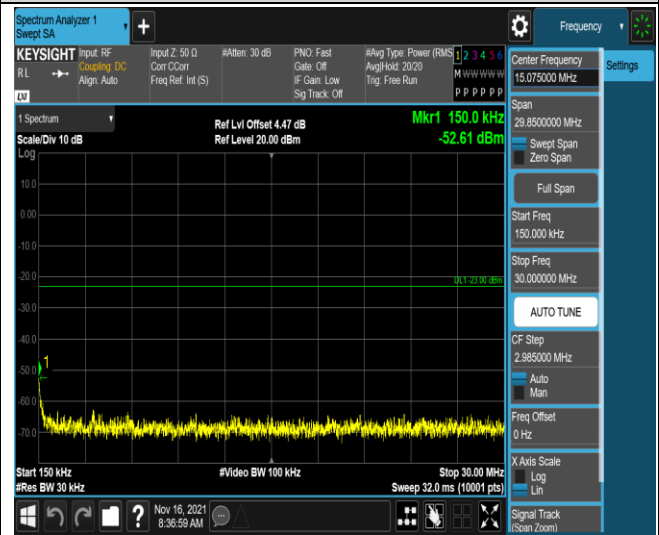 Spectrum Analyzer 1
Swept SA
+
Frequency
KEYSIGHT
RL
LXI
Input: RF
Coupling: DC
Align: Auto
Input Z: 50 Ω
Corr CCorr
Freq Ref: Int (S)
#Atten: 30 dB
PNO: Fast
Gate: Off
IF Gain: Low
Sig Track: Off
#Avg Type: Power (RMS
Avg|Hold: 20/20
Trig: Free Run
1 2 3 4 5 6
M W W W W W
P P P P P P
1 Spectrum
Scale/Div 10 dB
Ref Lvl Offset 4.47 dB
Ref Level 20.00 dBm
Mkr1 150.0 kHz
-52.61 dBm
Log
10.0
0.00
-10.0
-20.0
-30.0
-40.0
-50.0
-60.0
-70.0
DL1 -23.00 dBm
1
Start 150 kHz
#Res BW 30 kHz
#Video BW 100 kHz
Stop 30.00 MHz
Sweep 32.0 ms (10001 pts)
?
Nov 16, 2021
8:36:59 AM
Center Frequency
15.075000 MHz
Settings
Span
29.8500000 MHz
Swept Span
Zero Span
Full Span
Start Freq
150.000 kHz
Stop Freq
30.000000 MHz
AUTO TUNE
CF Step
2.985000 MHz
Auto
Man
Freq Offset
0 Hz
X Axis Scale
Log
Lin
Signal Track
(Span Zoom)